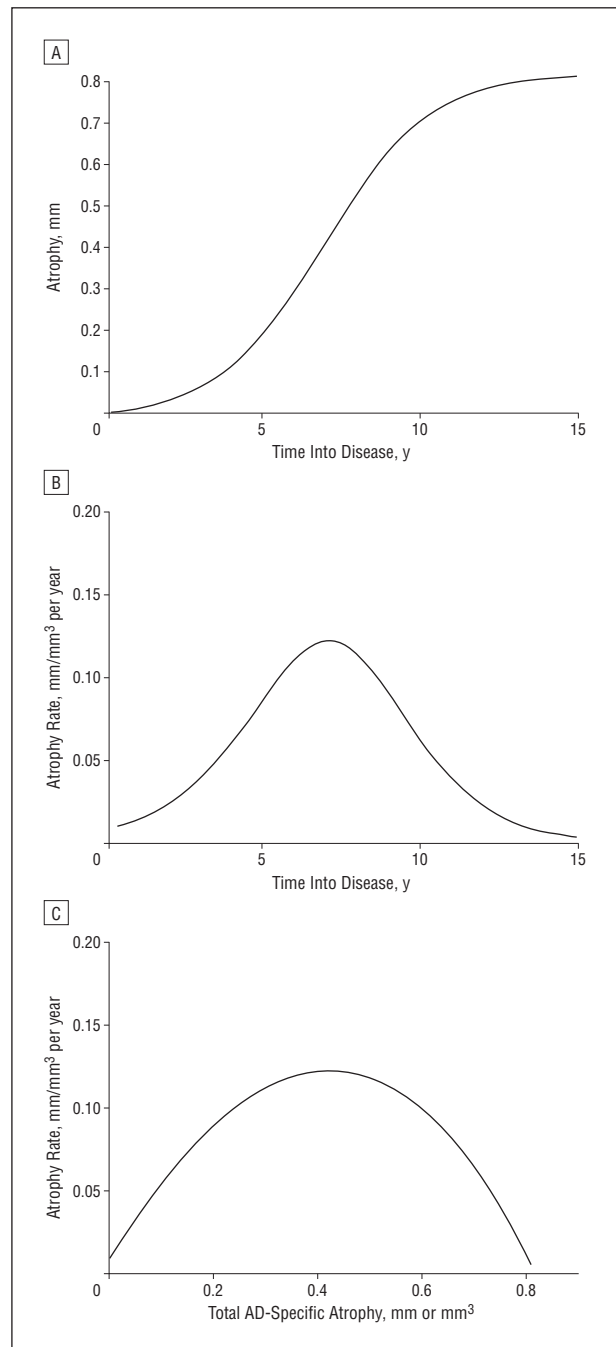 A
0.8
0.7
0.6
0.5
0.4
0.3
0.2
0.1
Atrophy, mm
0 5 10 15
Time Into Disease, y
B
0.20
0.15
0.10
0.05
Atrophy Rate, mm/mm³ per year
0 5 10 15
Time Into Disease, y
C
0.20
0.15
0.10
0.05
Atrophy Rate, mm/mm³ per year
0 0.2 0.4 0.6 0.8
Total AD-Specific Atrophy, mm or mm³